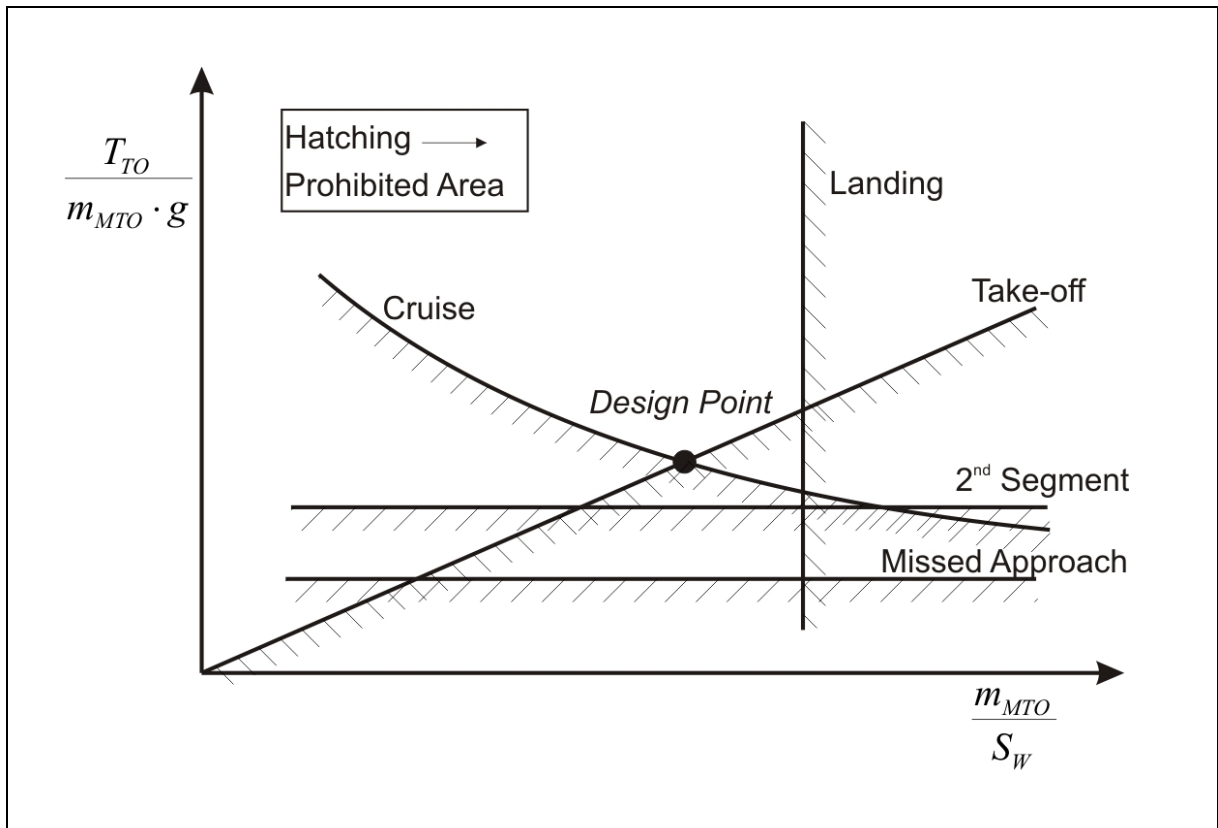 T_TO
m_MTO · g
Hatching
Prohibited Area
Landing
Take-off
Cruise
Design Point
2nd Segment
Missed Approach
m_MTO
S_W